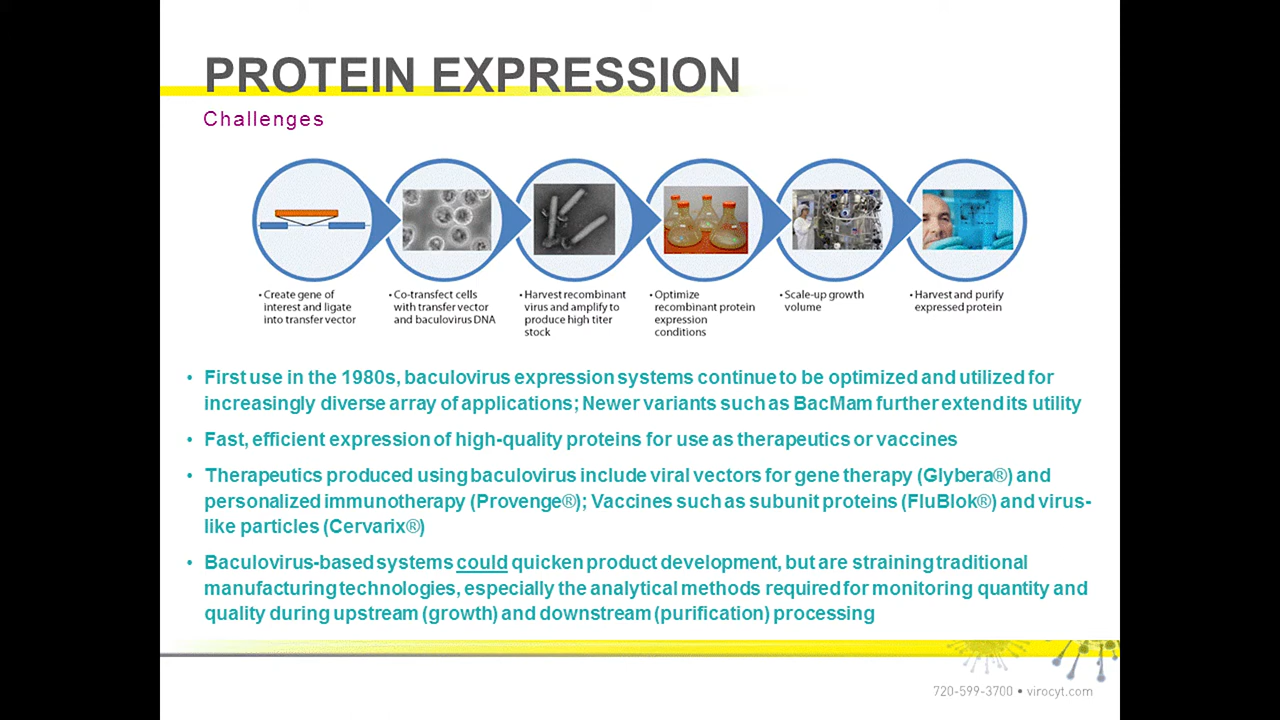 PROTEIN EXPRESSION
Challenges
• Create gene of
interest and ligate
into transfer vector
• Co-transfect cells
with transfer vector
and baculovirus DNA
• Harvest recombinant
virus and amplify to
produce high titer
stock
• Optimize
recombinant protein
expression
conditions
• Scale-up growth
volume
• Harvest and purify
expressed protein
• First use in the 1980s, baculovirus expression systems continue to be optimized and utilized for
increasingly diverse array of applications; Newer variants such as BacMam further extend its utility
• Fast, efficient expression of high-quality proteins for use as therapeutics or vaccines
• Therapeutics produced using baculovirus include viral vectors for gene therapy (Glybera®) and
personalized immunotherapy (Provenge®); Vaccines such as subunit proteins (FluBlok®) and virus-
like particles (Cervarix®)
• Baculovirus-based systems could quicken product development, but are straining traditional
manufacturing technologies, especially the analytical methods required for monitoring quantity and
quality during upstream (growth) and downstream (purification) processing
720-599-3700 • virocyt.com